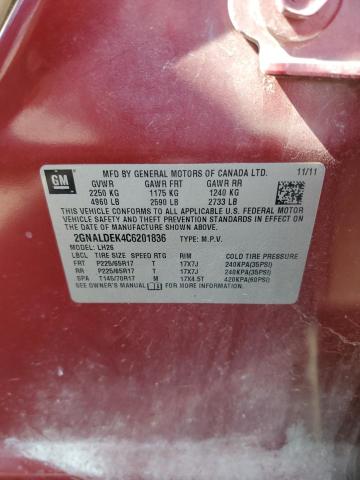 GM
MFD BY GENERAL MOTORS OF CANADA LTD. 11/11
GVWR GAWR FRT GAWR RR
2250 KG 1175 KG 1240 KG
4960 LB 2590 LB 2733 LB
THIS VEHICLE CONFORMS TO ALL APPLICABLE U.S. FEDERAL MOTOR
VEHICLE SAFETY AND THEFT PREVENTION STANDARDS IN EFFECT ON
THE DATE OF MANUFACTURE SHOWN ABOVE.
2GNALDEK4C6201836 TYPE: M.P.V.
MODEL: LH26
LBCL TIRE SIZE SPEED RTG RIM COLD TIRE PRESSURE
FRT P225/65R17 T 17X7J 240KPA(35PSI)
RR P225/65R17 T 17X7J 240KPA(35PSI)
SPA T145/70R17 M 17X4.5T 420KPA(60PSI)
SEE OWNER'S MANUAL FOR MORE INFORMATION.